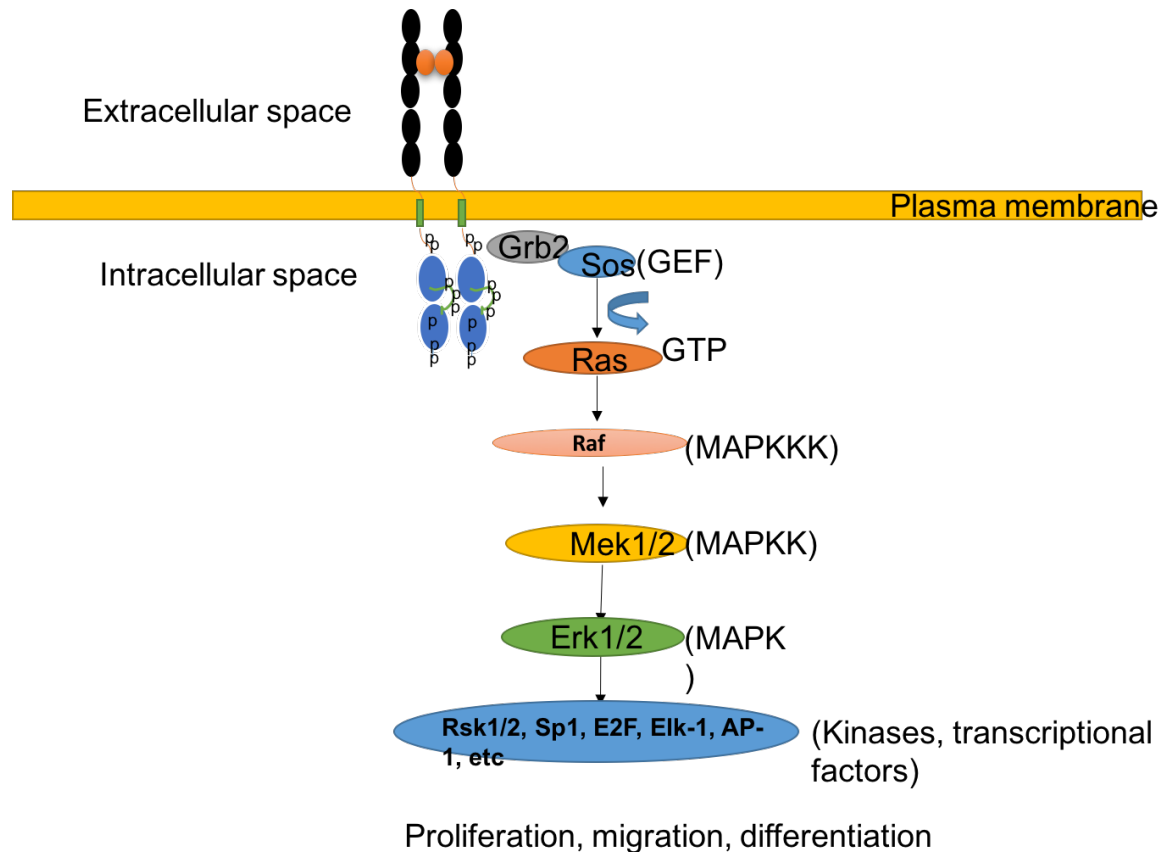 Extracellular space
Plasma membrane
Intracellular space
p
p
p
p
Grb2
Sos
(GEF)
p
p
p
p
p
p
p
p
p
p
p
p
Ras
GTP
Raf
(MAPKKK)
Mek1/2
(MAPKK)
Erk1/2
(MAPK
)
Rsk1/2, Sp1, E2F, Elk-1, AP-
1, etc
(Kinases, transcriptional
factors)
Proliferation, migration, differentiation